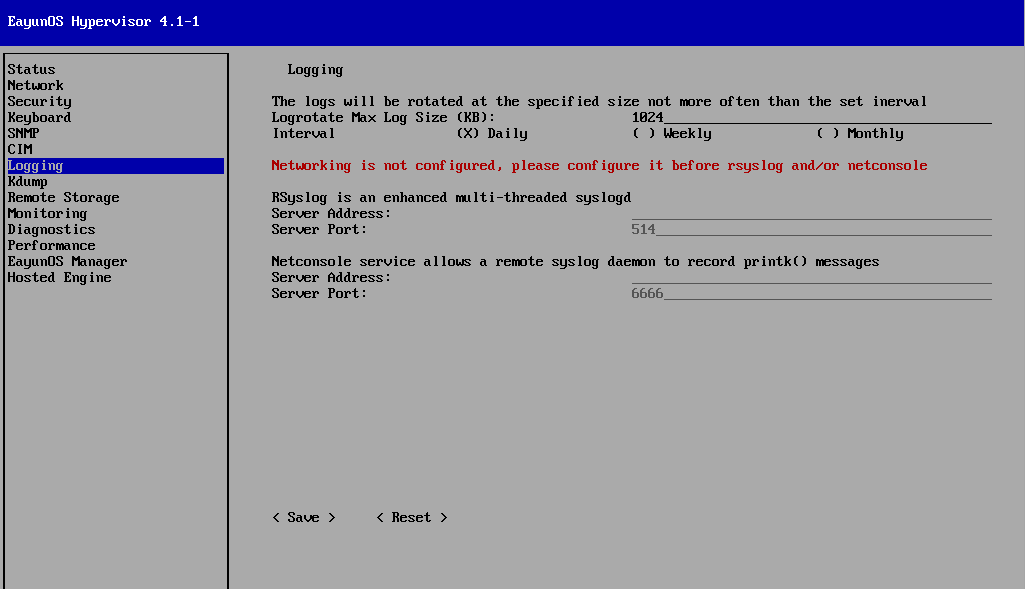 EayunOS Hypervisor 4.1-1
Status
Network
Security
Keyboard
SNMP
CIM
Logging
Kdump
Remote Storage
Monitoring
Diagnostics
Performance
EayunOS Manager
Hosted Engine
Logging
The logs will be rotated at the specified size not more often than the set inerval
Logrotate Max Log Size (KB): 1024
Interval (X) Daily ( ) Weekly ( ) Monthly
Networking is not configured, please configure it before rsyslog and/or netconsole
RSyslog is an enhanced multi-threaded syslogd
Server Address:
Server Port: 514
Netconsole service allows a remote syslog daemon to record printk() messages
Server Address:
Server Port: 6666
< Save > < Reset >